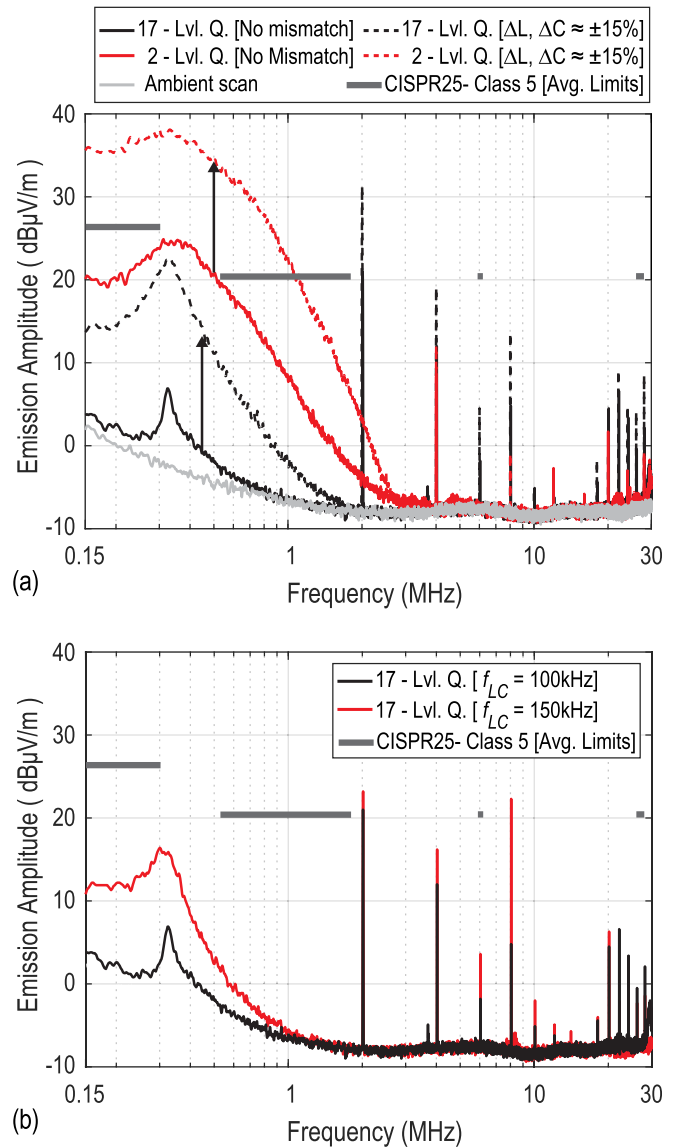 17 - Lvl. Q. [No mismatch] 17 - Lvl. Q. [ΔL, ΔC ≈ ±15%]
2 - Lvl. Q. [No Mismatch] 2 - Lvl. Q. [ΔL, ΔC ≈ ±15%]
Ambient scan CISPR25- Class 5 [Avg. Limits]
40
30
20
10
0
-10
Emission Amplitude ( dBµV/m )
0.15 1 10 30
Frequency (MHz)
(a)
17 - Lvl. Q. [ fLC = 100kHz]
17 - Lvl. Q. [ fLC = 150kHz]
CISPR25- Class 5 [Avg. Limits]
40
30
20
10
0
-10
Emission Amplitude ( dBµV/m )
0.15 1 10 30
Frequency (MHz)
(b)